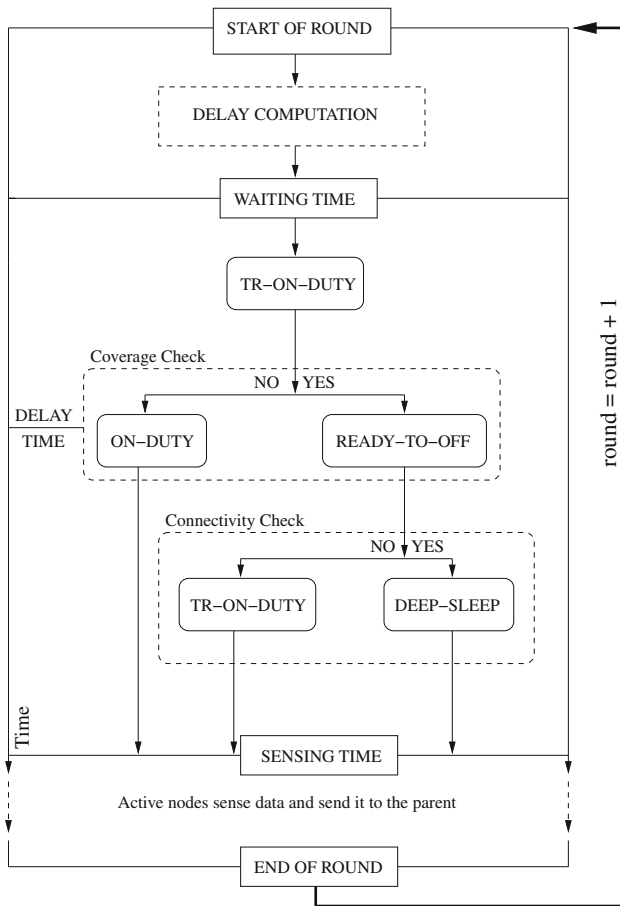 START OF ROUND
DELAY COMPUTATION
WAITING TIME
TR–ON–DUTY
Coverage Check
NO YES
DELAY
TIME
ON–DUTY
READY–TO–OFF
Connectivity Check
NO YES
TR–ON–DUTY
DEEP–SLEEP
Time
SENSING TIME
Active nodes sense data and send it to the parent
END OF ROUND
round = round + 1